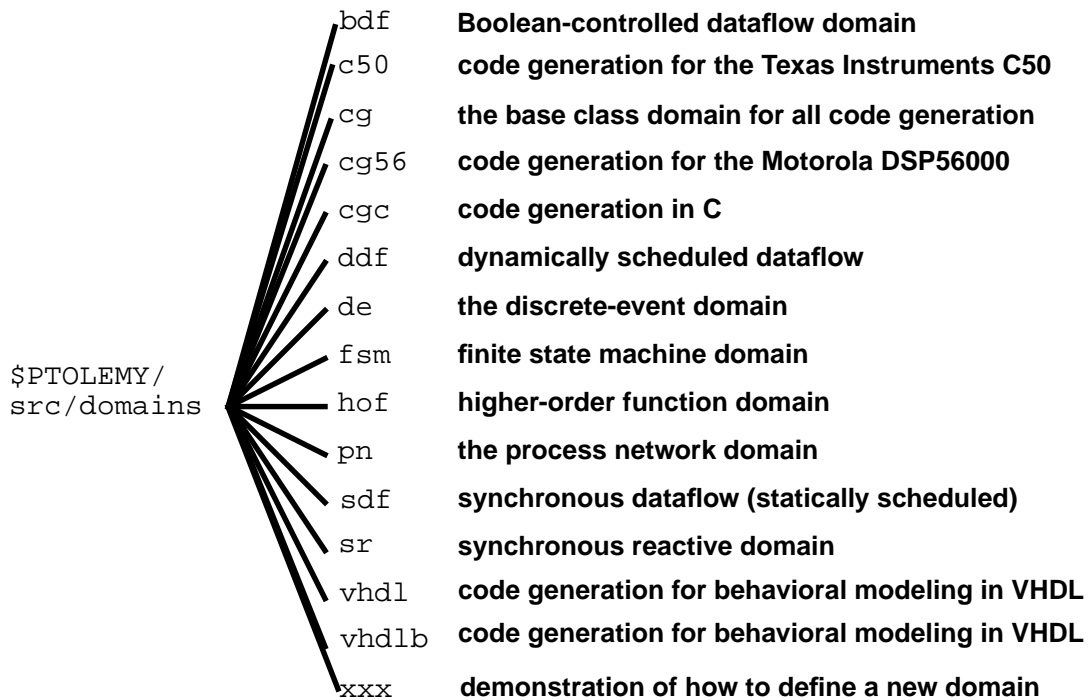 bdf Boolean-controlled dataflow domain
c50 code generation for the Texas Instruments C50
cg the base class domain for all code generation
cg56 code generation for the Motorola DSP56000
cgc code generation in C
ddf dynamically scheduled dataflow
de the discrete-event domain
fsm finite state machine domain
$PTOLEMY/
src/domains
hof higher-order function domain
pn the process network domain
sdf synchronous dataflow (statically scheduled)
sr synchronous reactive domain
vhdl code generation for behavioral modeling in VHDL
vhdlb code generation for behavioral modeling in VHDL
xxx demonstration of how to define a new domain